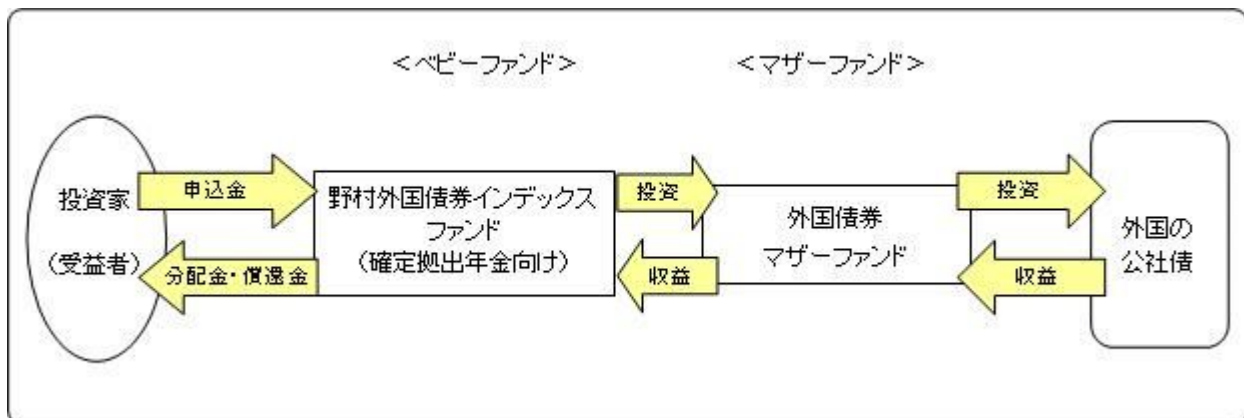 <ベビーファンド>
<マザーファンド>
投資家
(受益者)
申込金
分配金・償還金
野村外国債券インデックス
ファンド
(確定拠出年金向け)
投資
収益
外国債券
マザーファンド
投資
収益
外国の
公社債